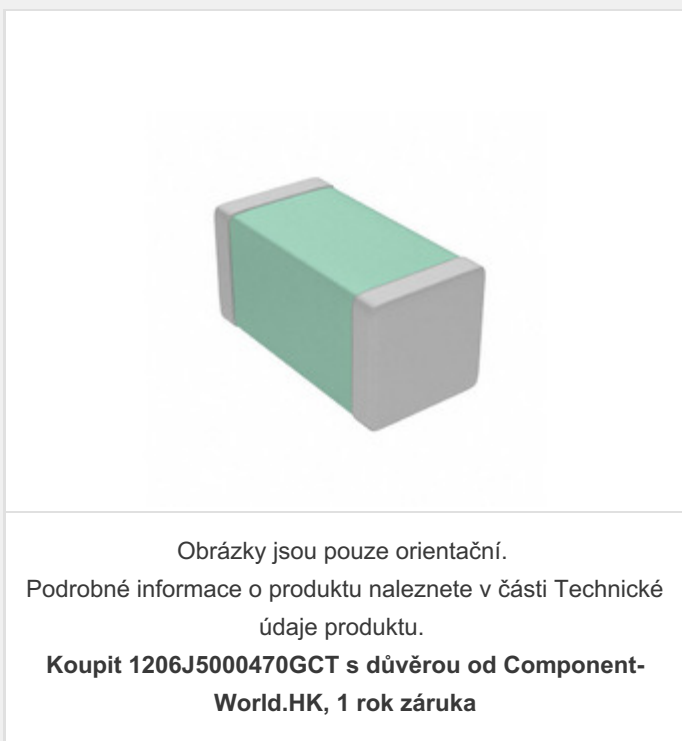 Obrázky jsou pouze orientační.
Podrobné informace o produktu naleznete v části Technické
údaje produktu.
Koupit 1206J5000470GCT s důvěrou od Component-
World.HK, 1 rok záruka